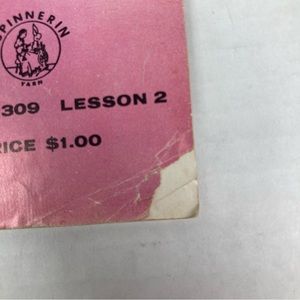 SPINNERIN
YARN
309 LESSON 2
RICE $1.00